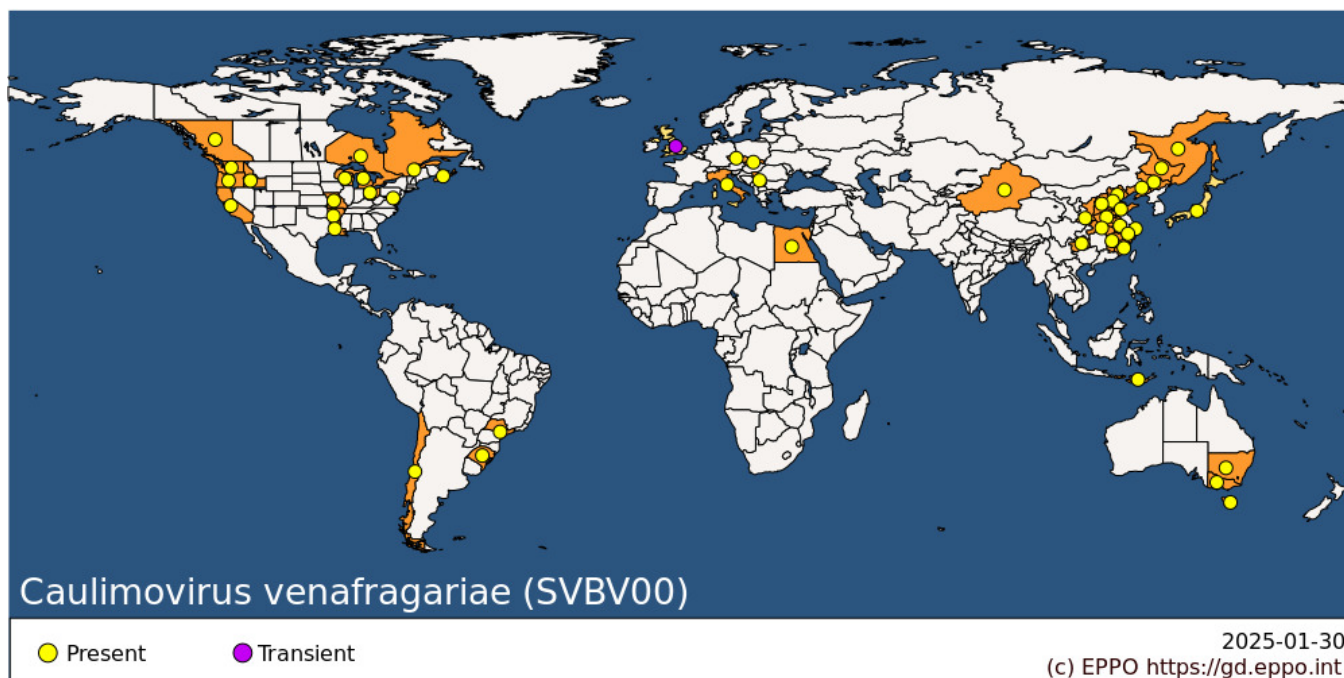 Caulimovirus venafragariae (SVBV00)
Present
Transient
2025-01-30
(c) EPPO https://gd.eppo.int